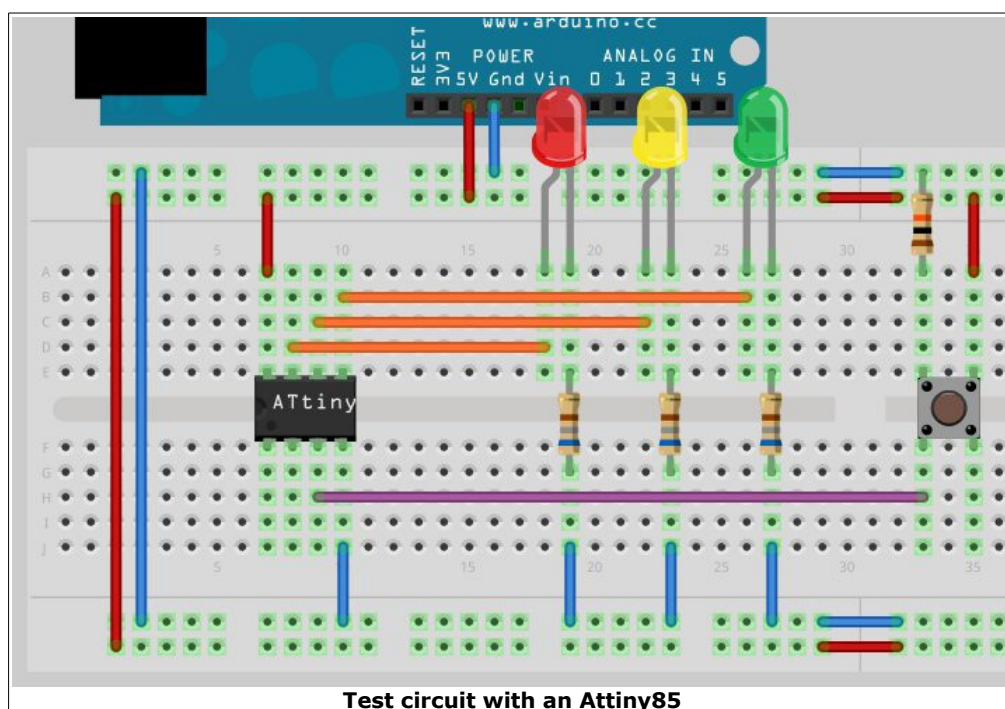 www.arduino.cc
POWER ANALOG IN
RESET 3V3 5V Gnd Vin 0 1 2 3 4 5
5 10 15 20 25 30
A
B
C
D
E
ATtiny
F
G
H
I
J
5 15 20 25 30 35
Test circuit with an Attiny85